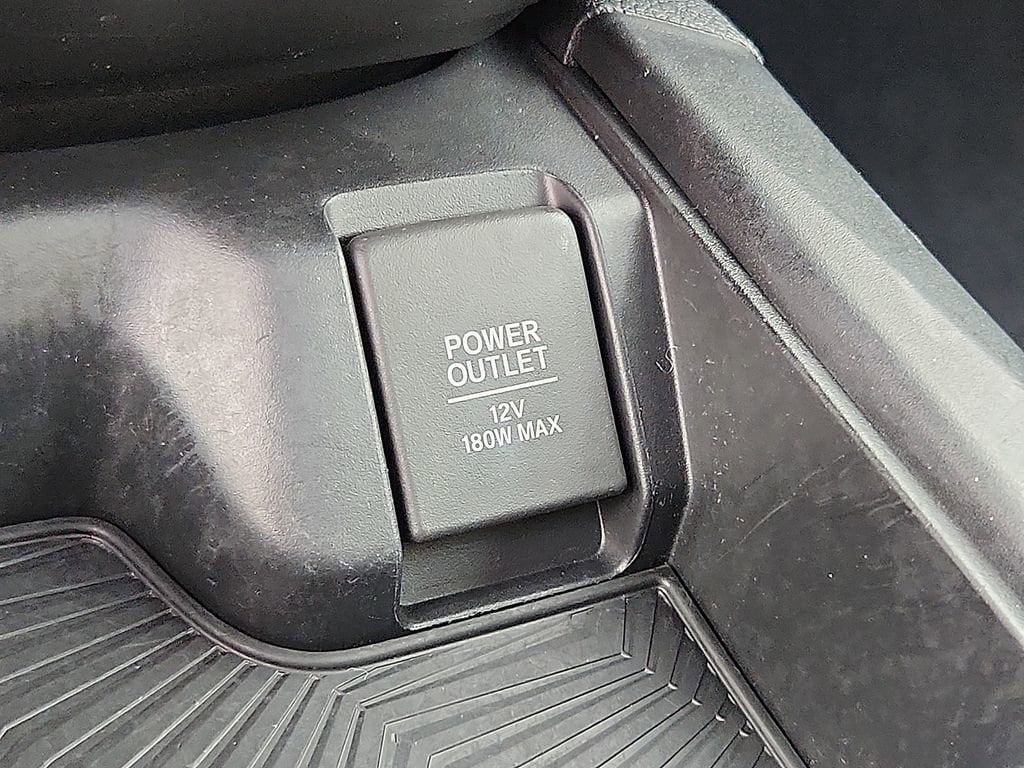 POWER
OUTLET
12V
180W MAX